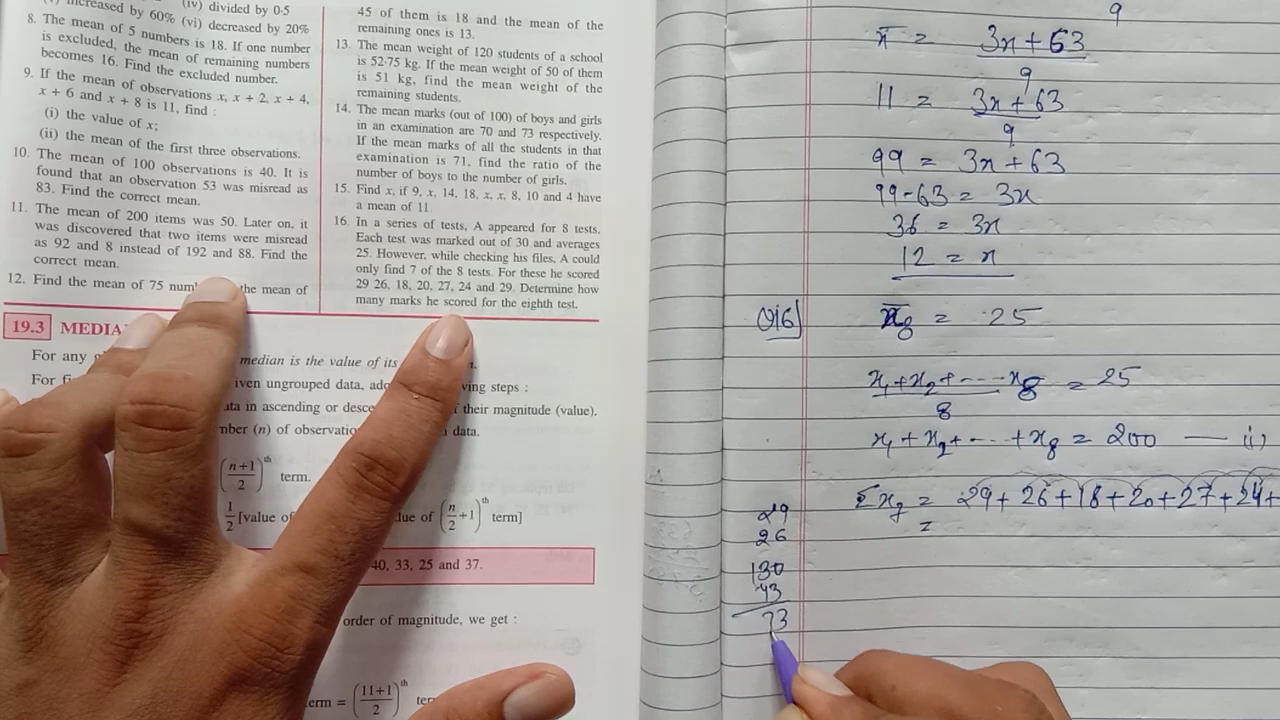 increased by 60% (vi) decreased by 20%
(iv) divided by 0·5
8. The mean of 5 numbers is 18. If one number
is excluded, the mean of remaining numbers
becomes 16. Find the excluded number.
9. If the mean of observations x, x + 2, x + 4,
x + 6 and x + 8 is 11, find :
(i) the value of x;
(ii) the mean of the first three observations.
10. The mean of 100 observations is 40. It is
found that an observation 53 was misread as
83. Find the correct mean.
11. The mean of 200 items was 50. Later on, it
was discovered that two items were misread
as 92 and 8 instead of 192 and 88. Find the
correct mean.
12. Find the mean of 75 num the mean of
45 of them is 18 and the mean of the
remaining ones is 13.
13. The mean weight of 120 students of a school
is 52·75 kg. If the mean weight of 50 of them
is 51 kg, find the mean weight of the
remaining students.
14. The mean marks (out of 100) of boys and girls
in an examination are 70 and 73 respectively.
If the mean marks of all the students in that
examination is 71, find the ratio of the
number of boys to the number of girls.
15. Find x, if 9, x, 14, 18, x, x, 8, 10 and 4 have
a mean of 11
16. In a series of tests, A appeared for 8 tests.
Each test was marked out of 30 and averages
25. However, while checking his files, A could
only find 7 of the 8 tests. For these he scored
29 26, 18, 20, 27, 24 and 29. Determine how
many marks he scored for the eighth test.
19.3 MEDIA
For any median is the value of its
For iven ungrouped data, ving steps :
ata in ascending or their magnitude (value).
mber (n) of data.
(n+1/2)th term.
1/2 [value of ue of (n/2+1)th term]
40, 33, 25 and 37.
order of magnitude, we get :
erm = (11+1/2)th
9
x̄ = 3x+63/9
11 = 3x+63/9
99 = 3x+63
99-63 = 3x
36 = 3x
12 = x
Q16] x̄8 = 25
x1+x2+---x8/8 = 25
x1+x2+--+x8 = 200 — i)
Σx7 = 29+26+18+20+27+24+
=
29
26
130
43
73